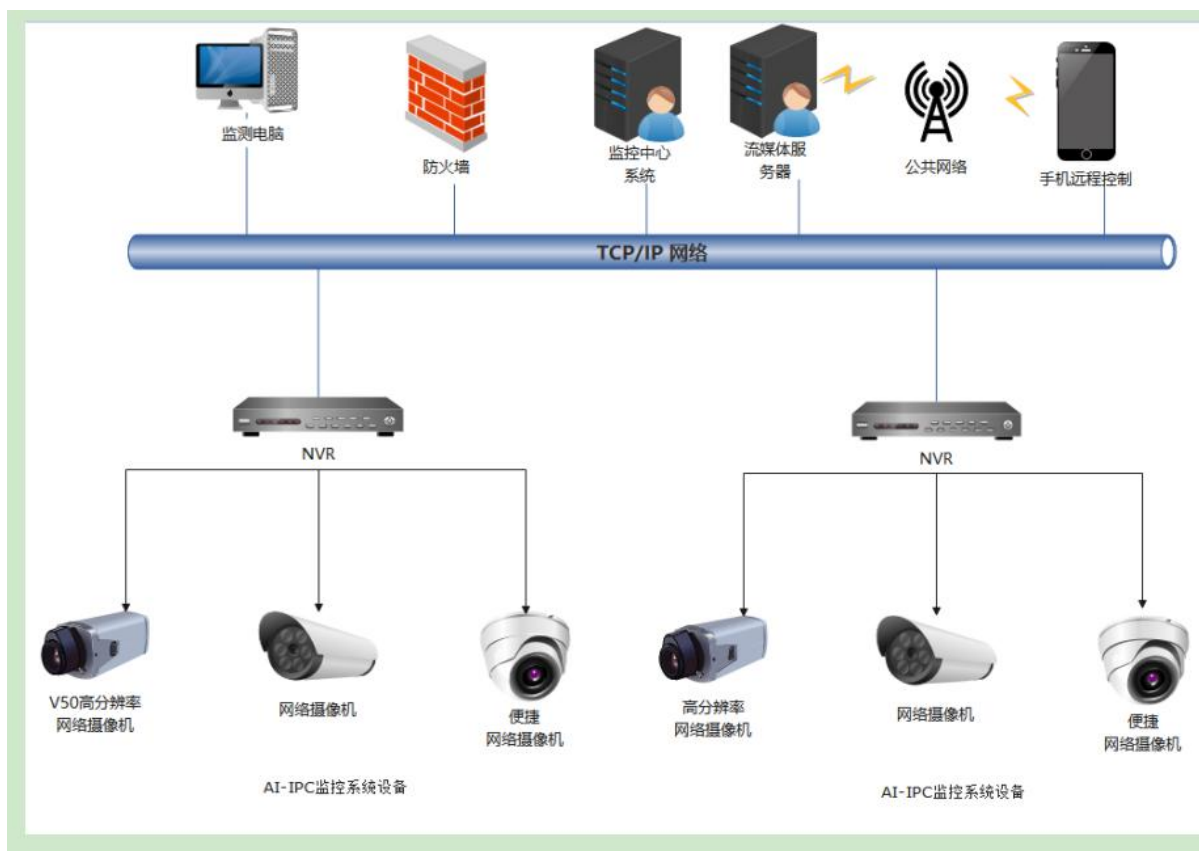 监测电脑
防火墙
监控中心
系统
流媒体服
务器
公共网络
手机远程控制
TCP/IP 网络
NVR
NVR
V50高分辨率
网络摄像机
网络摄像机
便捷
网络摄像机
高分辨率
网络摄像机
网络摄像机
便捷
网络摄像机
AI-IPC监控系统设备
AI-IPC监控系统设备